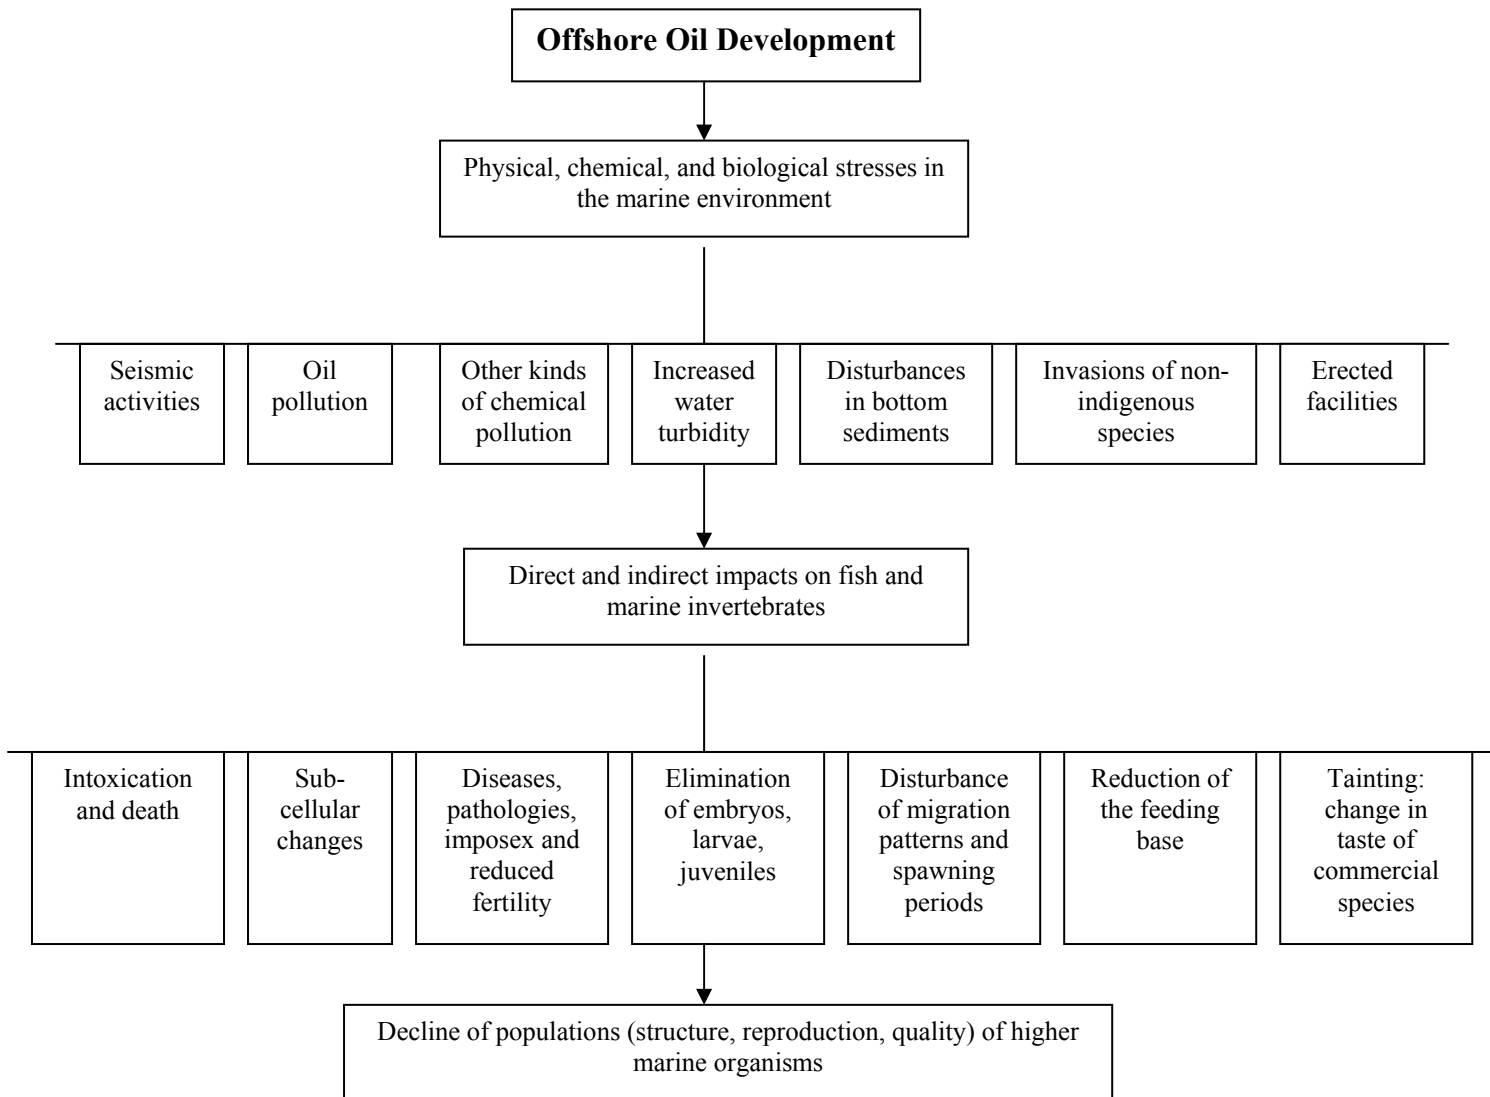 Offshore Oil Development
Physical, chemical, and biological stresses in
the marine environment
Seismic
activities
Oil
pollution
Other kinds
of chemical
pollution
Increased
water
turbidity
Disturbances
in bottom
sediments
Invasions of non-
indigenous
species
Erected
facilities
Direct and indirect impacts on fish and
marine invertebrates
Intoxication
and death
Sub-
cellular
changes
Diseases,
pathologies,
imposex and
reduced
fertility
Elimination
of embryos,
larvae,
juveniles
Disturbance
of migration
patterns and
spawning
periods
Reduction of
the feeding
base
Tainting:
change in
taste of
commercial
species
Decline of populations (structure, reproduction, quality) of higher
marine organisms